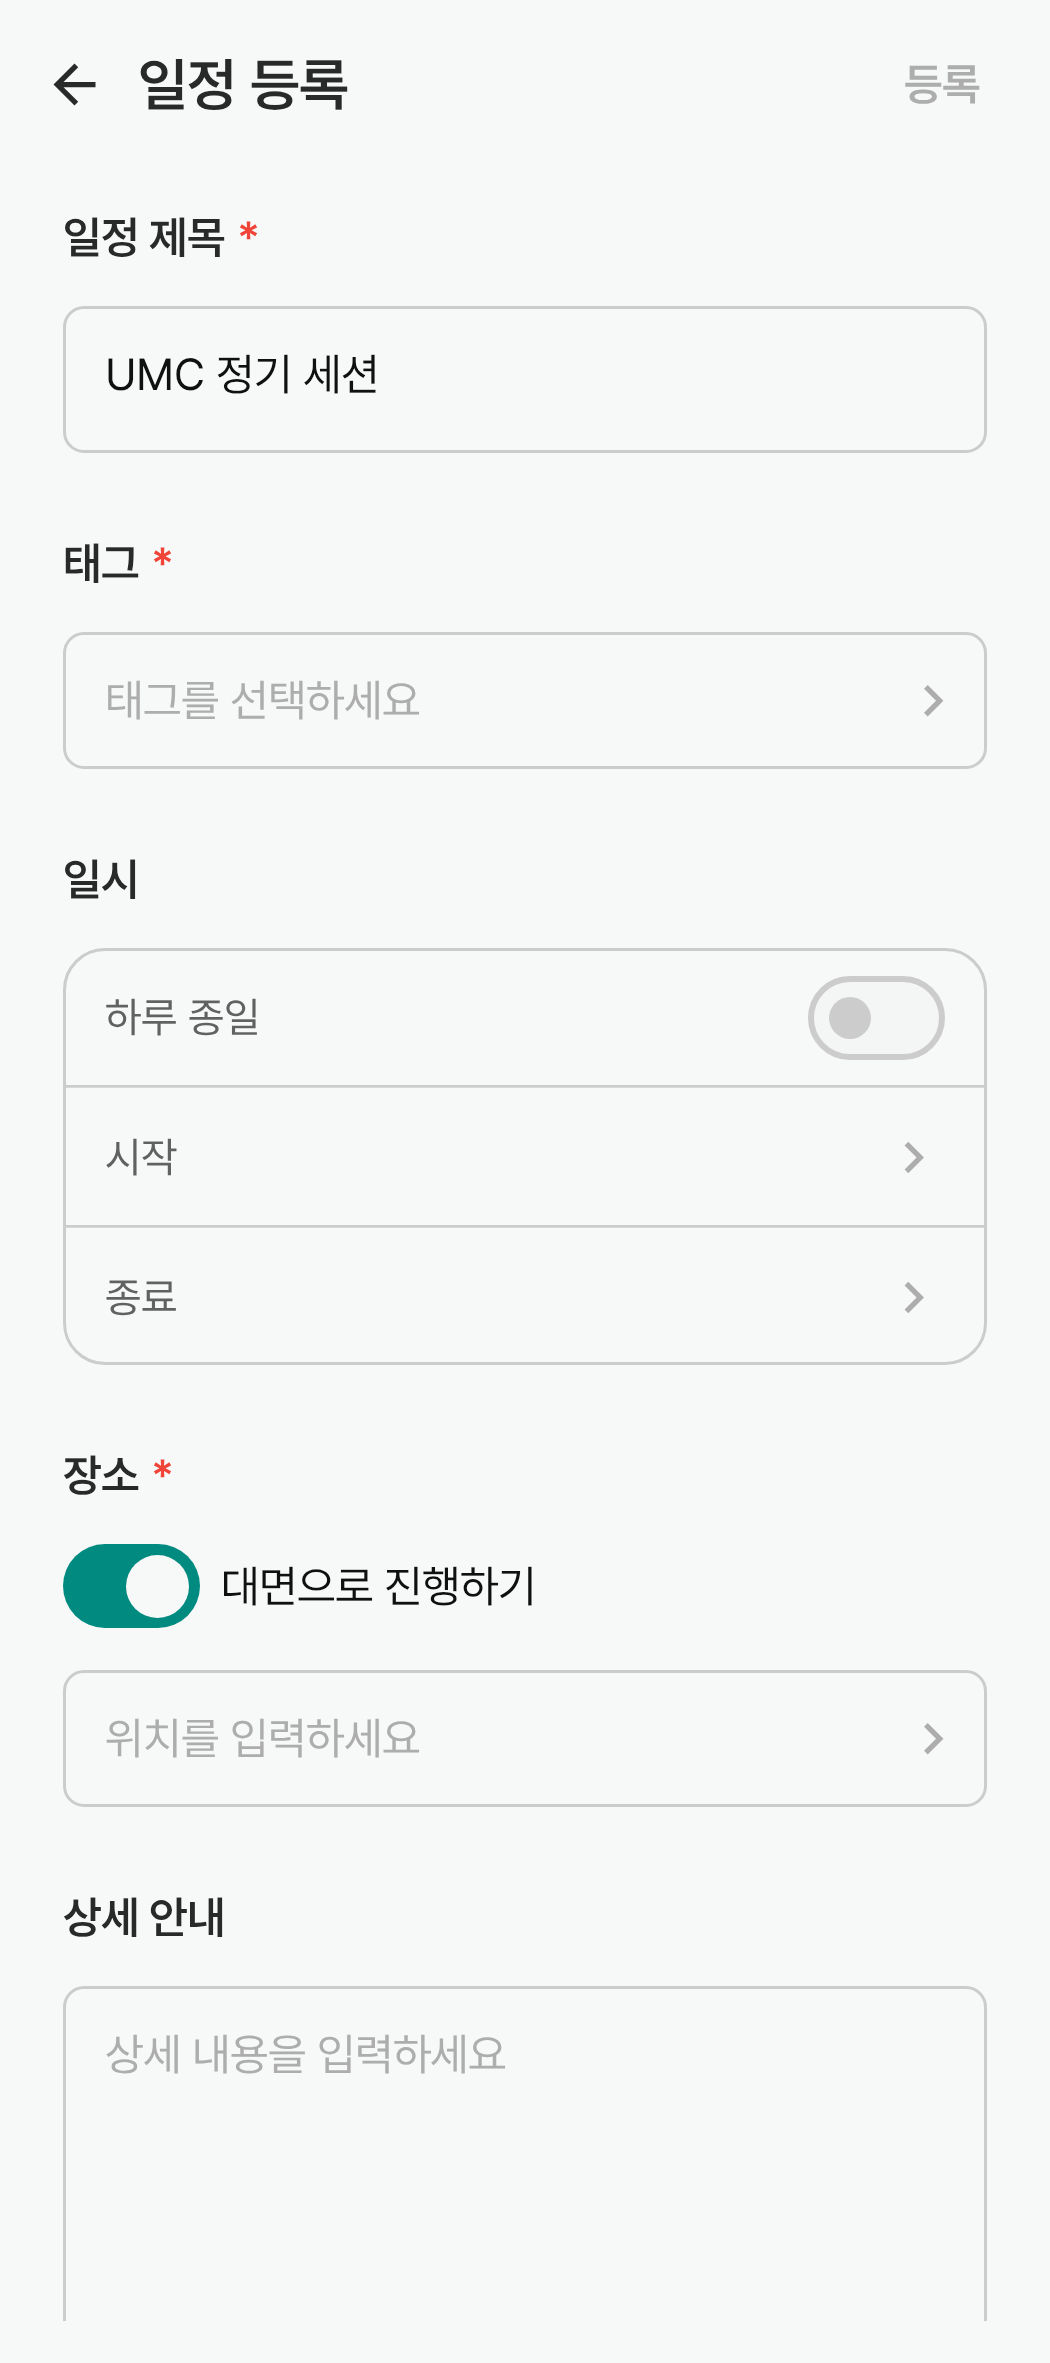 일정 등록
등록
일정 제목 *
UMC 정기 세션
태그 *
태그를 선택하세요
일시
하루 종일
시작
종료
장소 *
대면으로 진행하기
위치를 입력하세요
상세 안내
상세 내용을 입력하세요